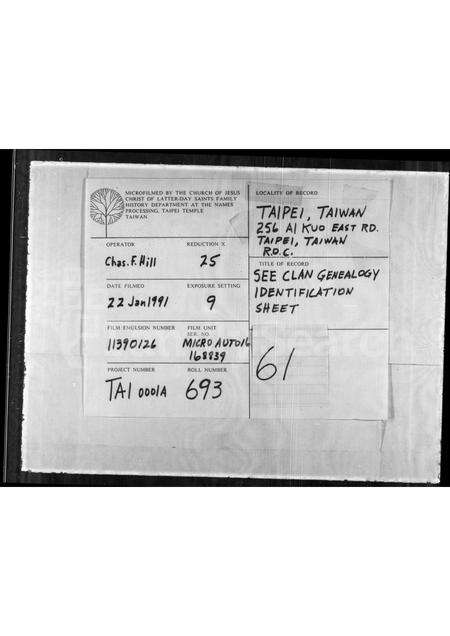 MICROFILMED BY THE CHURCH OF JESUS
CHRIST OF LATTER-DAY SAINTS FAMILY
HISTORY DEPARTMENT AT THE NAMES
PROCESSING, TAIPEI TEMPLE
TAIWAN
OPERATOR
REDUCTION X
Chas. F. Hill
25
DATE FILMED
EXPOSURE SETTING
22 Jan 1991
9
FILM EMULSION NUMBER
FILM UNIT
SER. NO.
11390126
MICRO AUTO16
168839
PROJECT NUMBER
ROLL NUMBER
TAI 0001A
693
LOCALITY OF RECORD
TAIPEI, TAIWAN
256 AI KUO EAST RD.
TAIPEI, TAIWAN
R.O.C.
TITLE OF RECORD
SEE CLAN GENEALOGY
IDENTIFICATION
SHEET
61